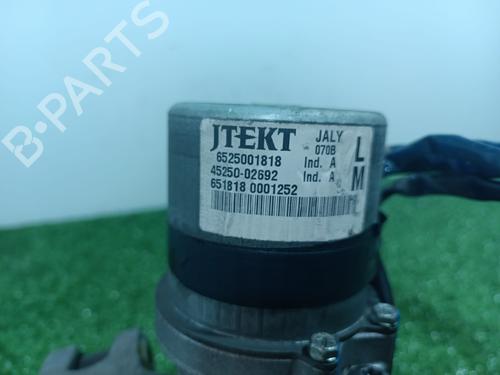 JTEKT JALY
070B L
6525001818 Ind. A
45250-02692 Ind. A M
651818 0001252
B-PARTS